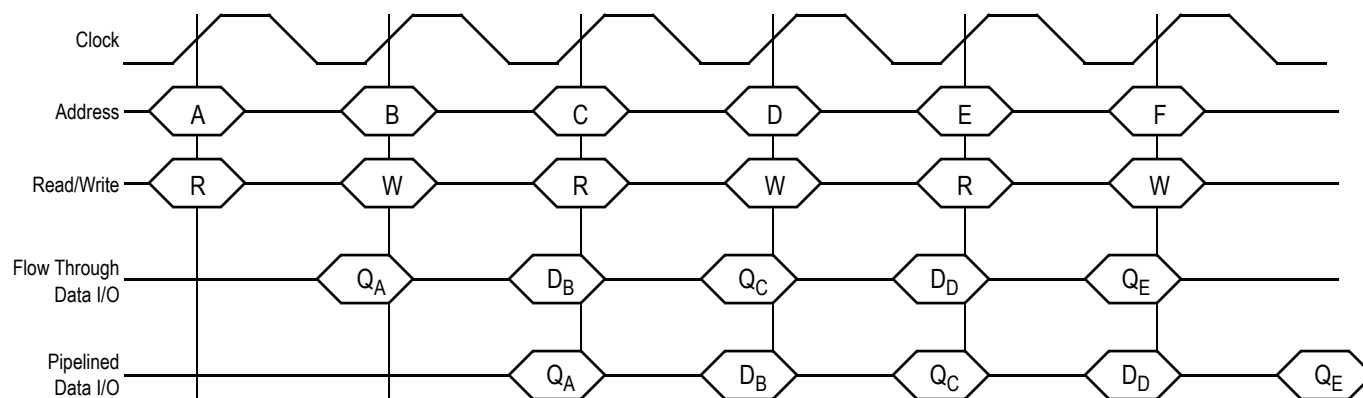 Clock
Address A B C D E F
Read/Write R W R W R W
Flow Through
Data I/O
QA DB QC DD QE
Pipelined
Data I/O
QA DB QC DD QE